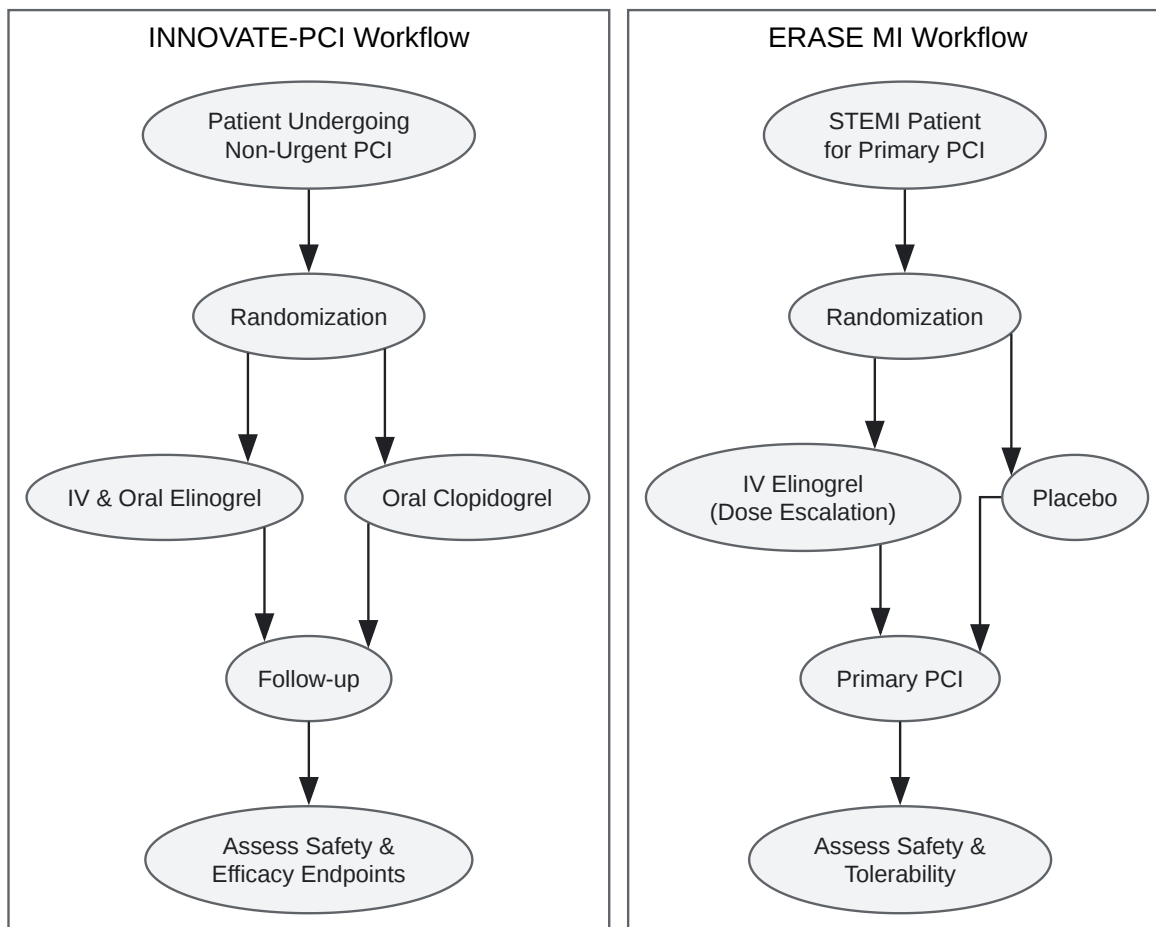 INNOVATE-PCI Workflow
Patient Undergoing
Non-Urgent PCI
Randomization
IV & Oral Elinogrel
Oral Clopidogrel
Follow-up
Assess Safety &
Efficacy Endpoints
ERASE MI Workflow
STEMI Patient
for Primary PCI
Randomization
IV Elinogrel
(Dose Escalation)
Placebo
Primary PCI
Assess Safety &
Tolerability